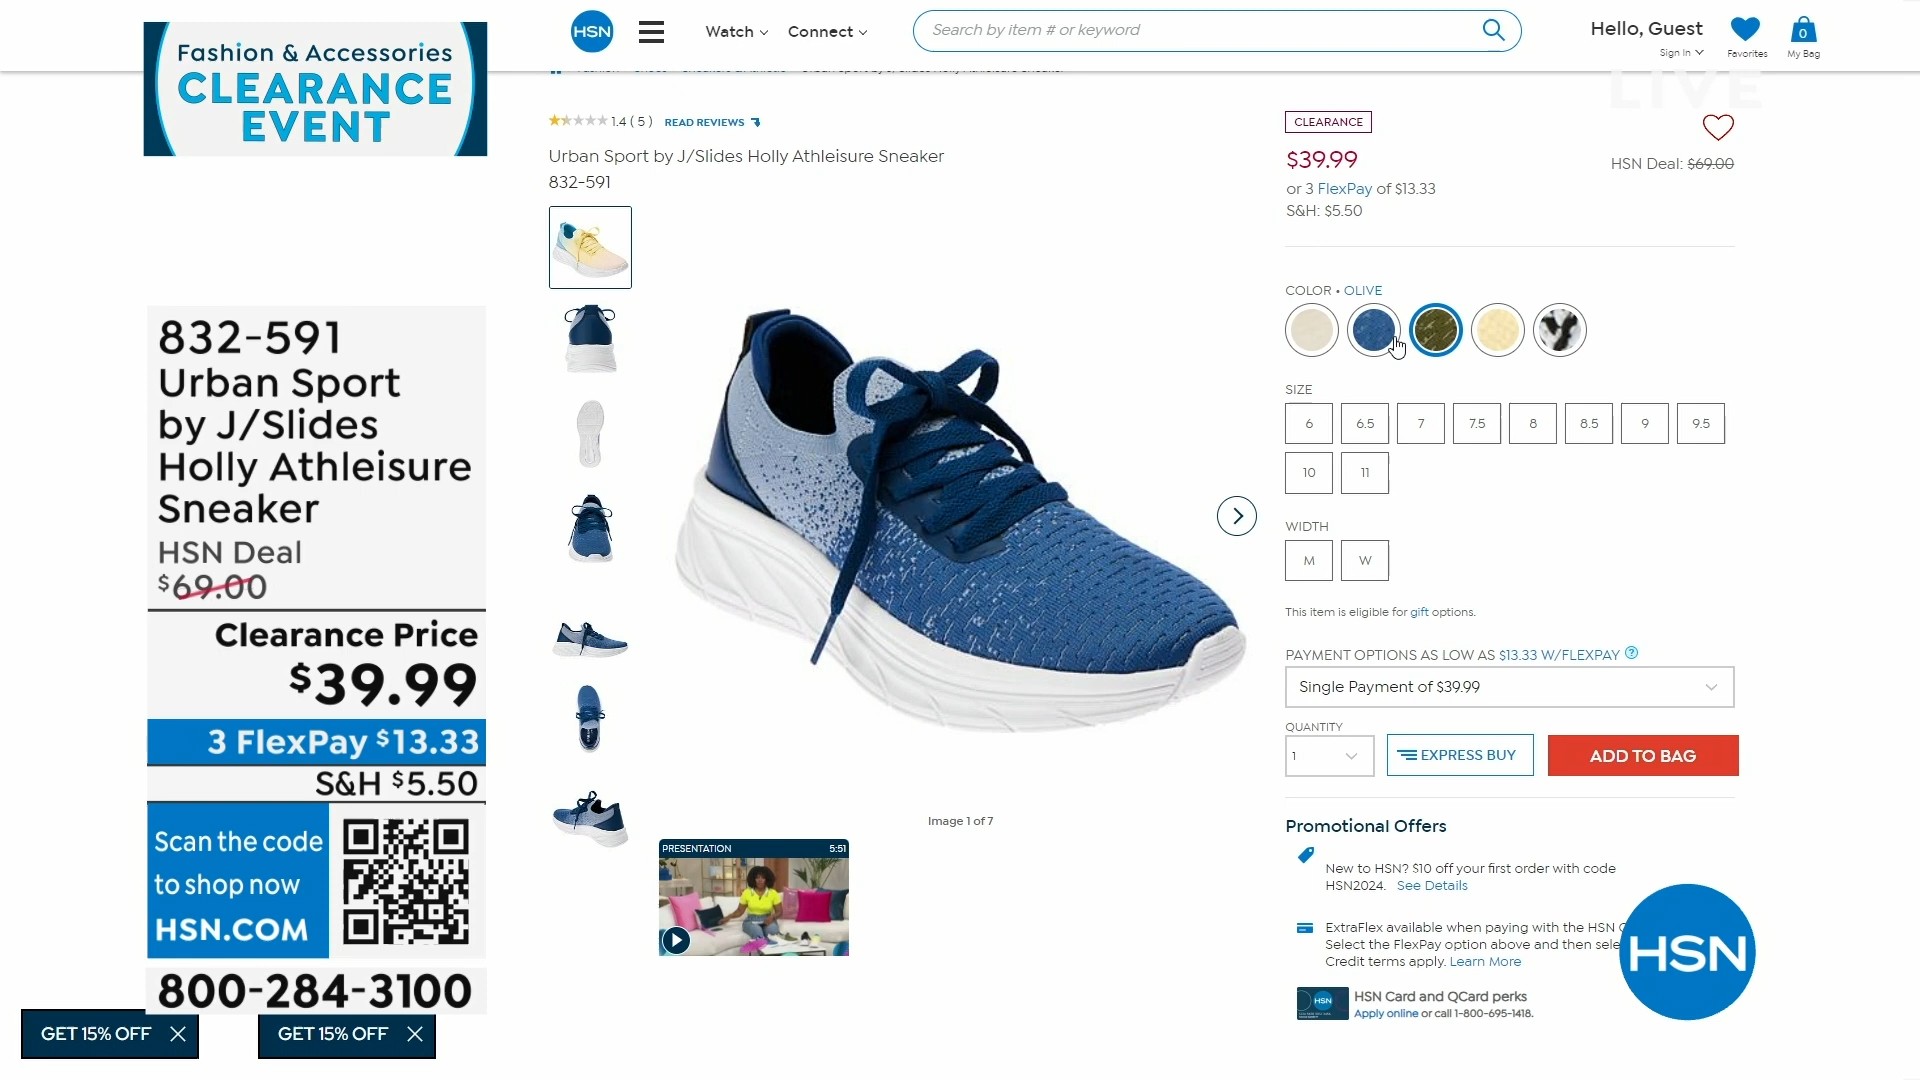 Fashion & Accessories
CLEARANCE
EVENT
HSN
Watch
Connect
Search by item # or keyword
Hello, Guest
Sign In
Favorites
0
My Bag
LIVE
1.4 ( 5 )
READ REVIEWS
Urban Sport by J/Slides Holly Athleisure Sneaker
832-591
CLEARANCE
$39.99
HSN Deal: $69.00
or 3 FlexPay of $13.33
S&H: $5.50
COLOR • OLIVE
SIZE
6
6.5
7
7.5
8
8.5
9
9.5
10
11
WIDTH
M
W
This item is eligible for gift options.
PAYMENT OPTIONS AS LOW AS $13.33 W/FLEXPAY ?
Single Payment of $39.99
QUANTITY
1
EXPRESS BUY
ADD TO BAG
Promotional Offers
New to HSN? $10 off your first order with code
HSN2024. See Details
ExtraFlex available when paying with the HSN
Select the FlexPay option above and then
Credit terms apply. Learn More
HSN
HSN Card and QCard perks
Apply online or call 1-800-695-1418.
HSN
Image 1 of 7
PRESENTATION
5:51
832-591
Urban Sport
by J/Slides
Holly Athleisure
Sneaker
HSN Deal
$69.00
Clearance Price
$39.99
3 FlexPay $13.33
S&H $5.50
Scan the code
to shop now
HSN.COM
800-284-3100
GET 15% OFF
GET 15% OFF